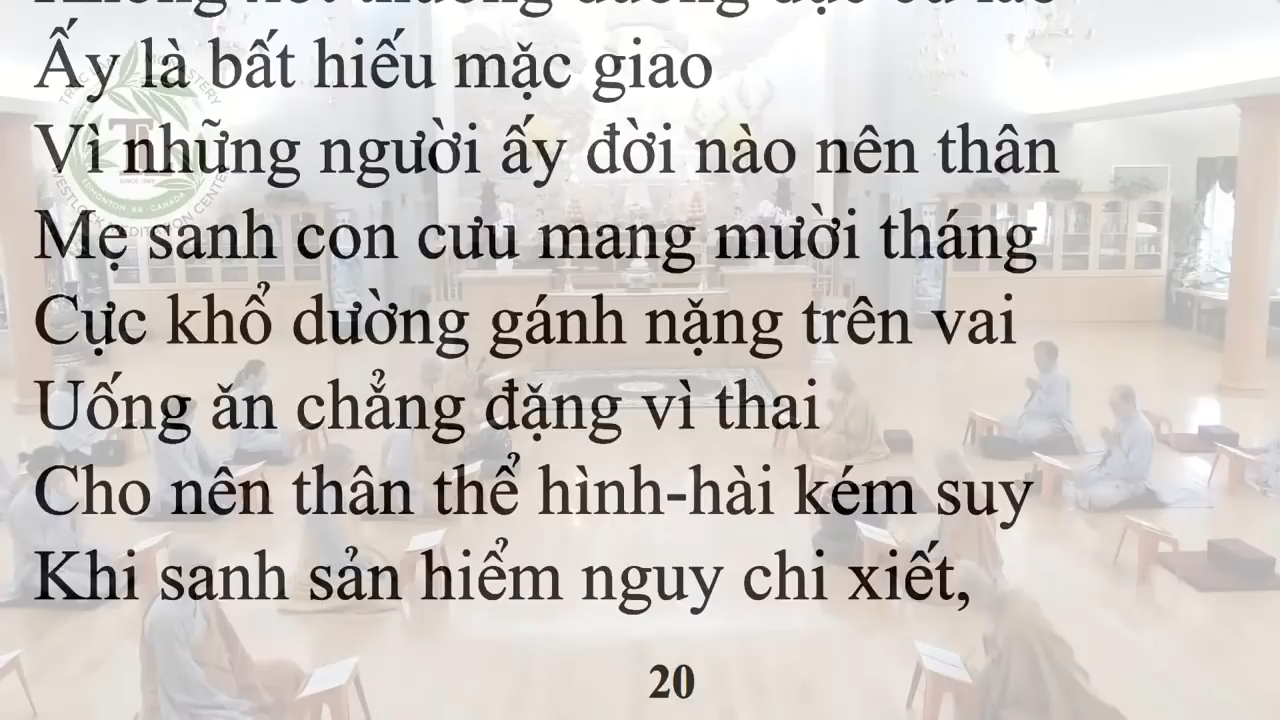 Ấy là bất hiếu mặc giao
Vì những người ấy đời nào nên thân
Mẹ sanh con cưu mang mười tháng
Cực khổ dường gánh nặng trên vai
Uống ăn chẳng đặng vì thai
Cho nên thân thể hình-hài kém suy
Khi sanh sản hiểm nguy chi xiết,
20